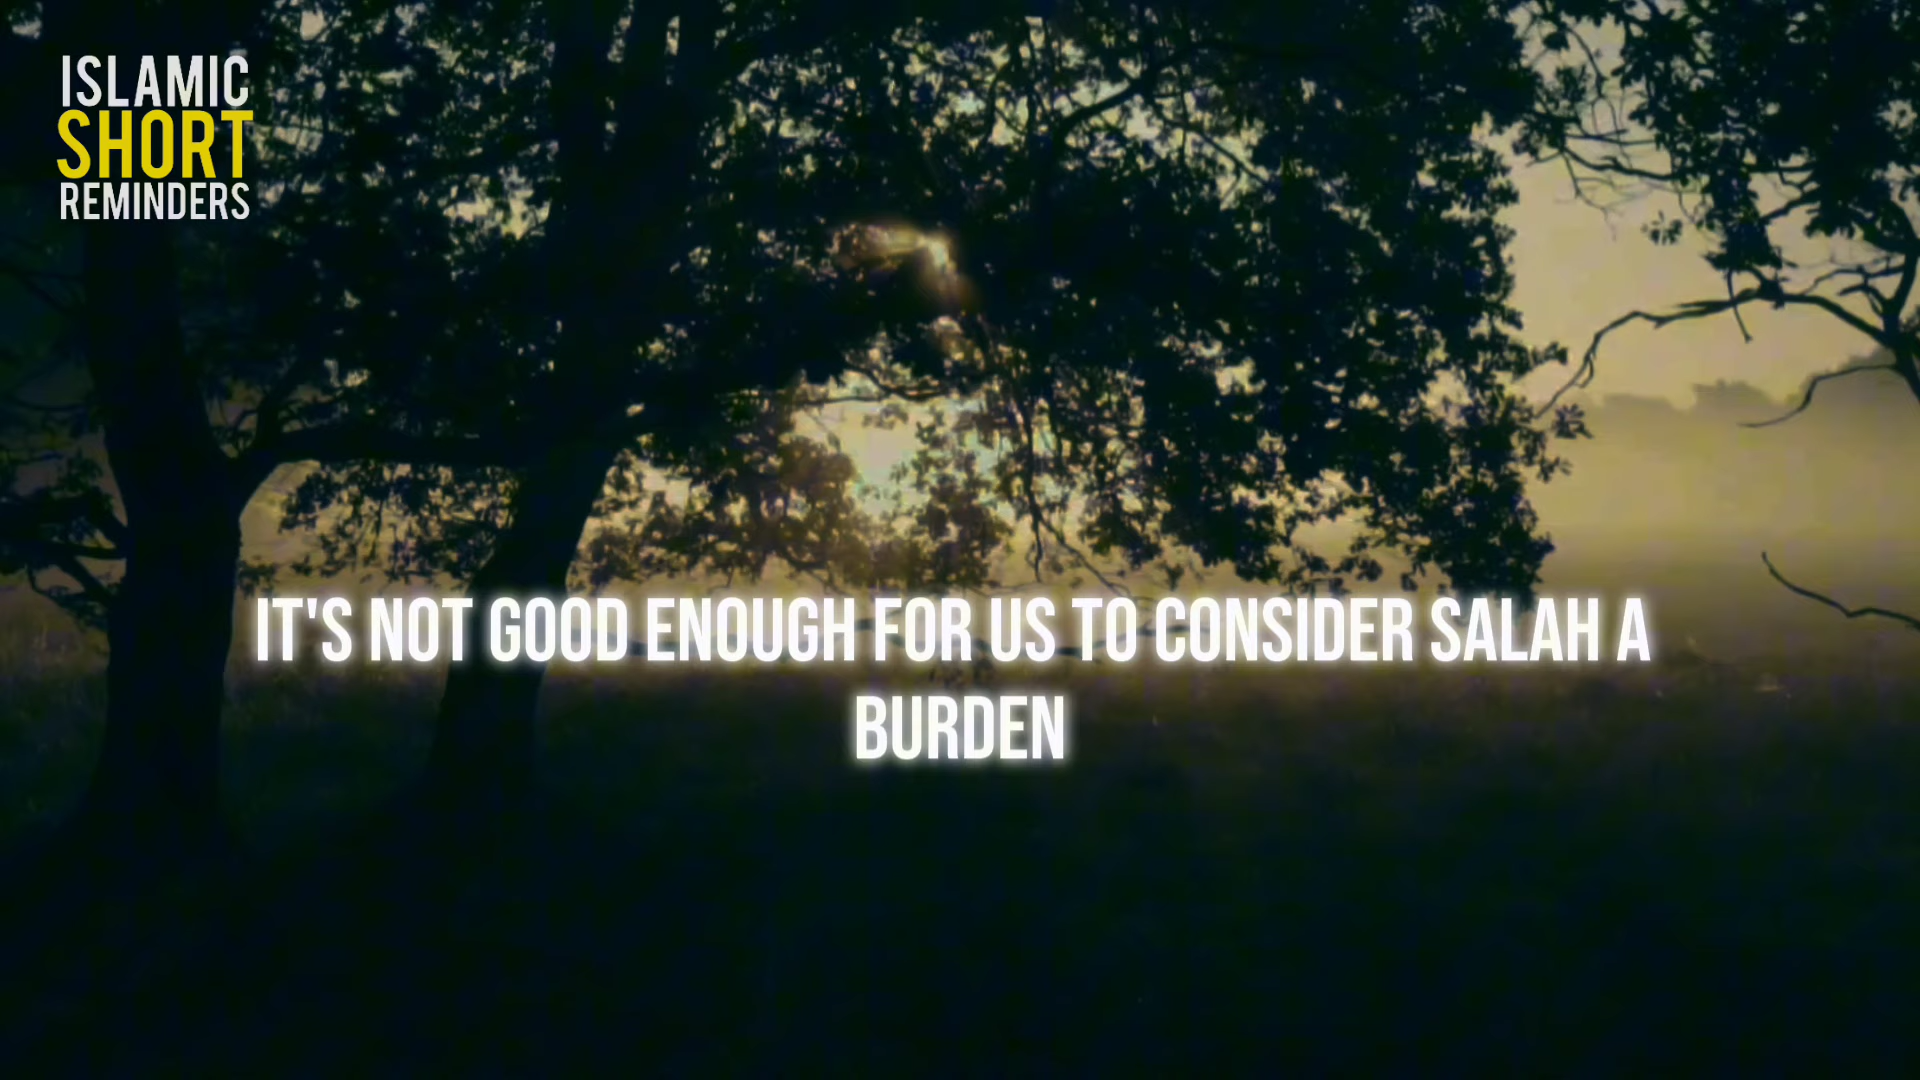 ISLAMIC
SHORT
REMINDERS
IT'S NOT GOOD ENOUGH FOR US TO CONSIDER SALAH A
BURDEN